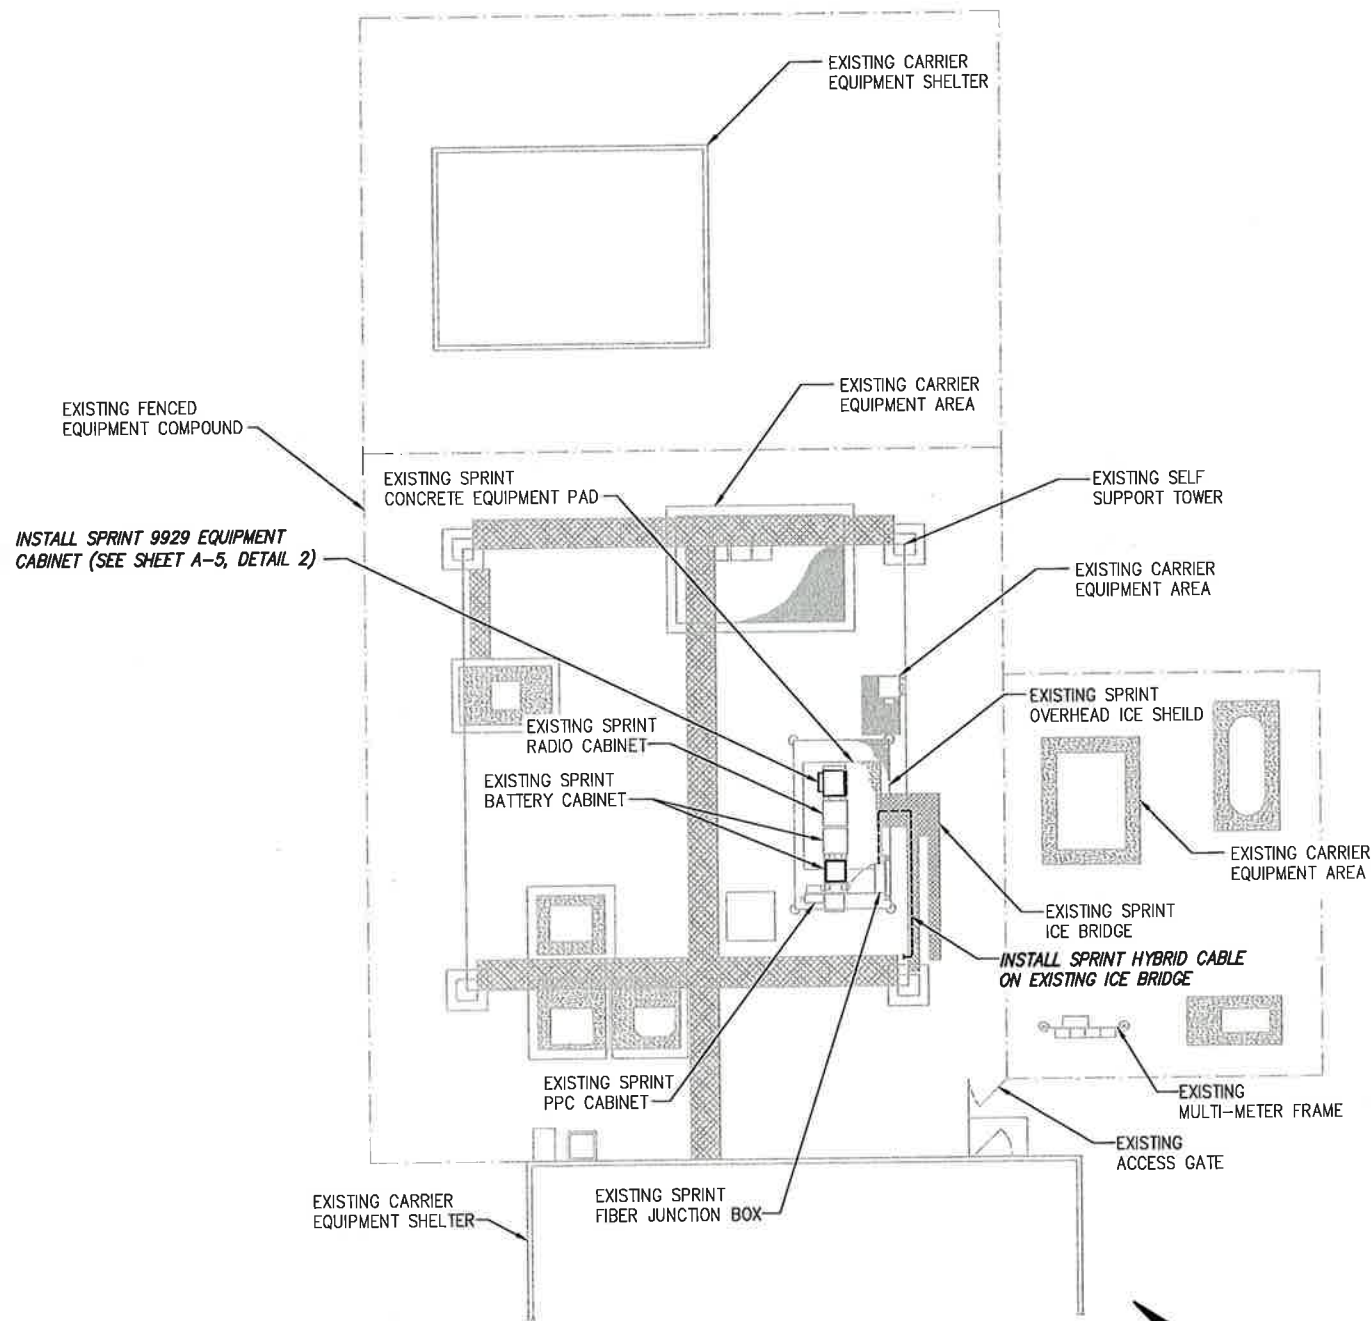 EXISTING CARRIER
EQUIPMENT SHELTER
EXISTING CARRIER
EQUIPMENT AREA
EXISTING FENCED
EQUIPMENT COMPOUND
EXISTING SPRINT
CONCRETE EQUIPMENT PAD
EXISTING SELF
SUPPORT TOWER
INSTALL SPRINT 9929 EQUIPMENT
CABINET (SEE SHEET A-5, DETAIL 2)
EXISTING CARRIER
EQUIPMENT AREA
EXISTING SPRINT
OVERHEAD ICE SHEILD
EXISTING SPRINT
RADIO CABINET
EXISTING SPRINT
BATTERY CABINET
EXISTING CARRIER
EQUIPMENT AREA
EXISTING SPRINT
ICE BRIDGE
INSTALL SPRINT HYBRID CABLE
ON EXISTING ICE BRIDGE
EXISTING SPRINT
PPC CABINET
EXISTING
MULTI-METER FRAME
EXISTING
ACCESS GATE
EXISTING CARRIER
EQUIPMENT SHELTER
EXISTING SPRINT
FIBER JUNCTION BOX